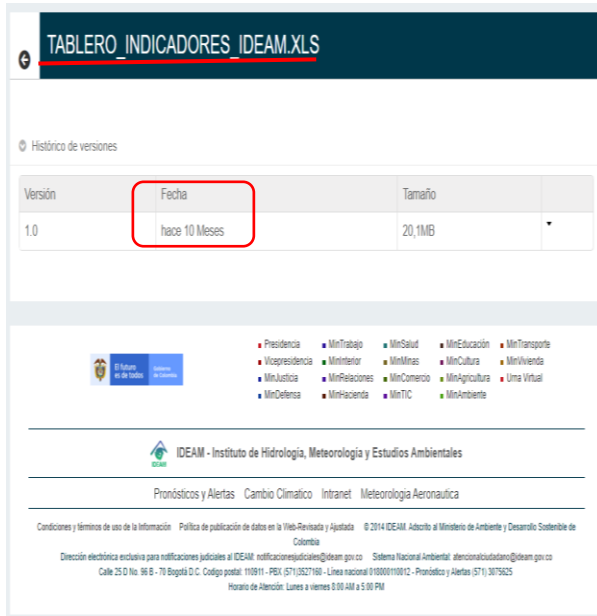 TABLERO_INDICADORES_IDEAM.XLS
Histórico de versiones
Versión Fecha Tamaño
1.0 hace 10 Meses 20,1MB
El futuro es de todos Gobierno de Colombia
Presidencia MinTrabajo MinSalud MinEducación MinTransporte
Vicepresidencia MinInterior MinMinas MinCultura MinVivienda
MinJusticia MinRelaciones MinComercio MinAgricultura Urna Virtual
MinDefensa MinHacienda MinTIC MinAmbiente
IDEAM
IDEAM - Instituto de Hidrología, Meteorología y Estudios Ambientales
Pronósticos y Alertas Cambio Climatico Intranet Meteorologia Aeronautica
Condiciones y términos de uso de la Información Política de publicación de datos en la Web-Revisada y Ajustada © 2014 IDEAM. Adscrito al Ministerio de Ambiente y Desarrollo Sostenible de
Colombia
Dirección electrónica exclusiva para notificaciones judiciales al IDEAM: notificacionesjudiciales@ideam.gov.co Sistema Nacional Ambiental: atencionalciudadano@ideam.gov.co
Calle 25 D No. 96 B - 70 Bogotá D.C. Codigo postal: 110911 - PBX (571)3527160 - Línea nacional 018000110012 - Pronóstico y Alertas (571) 3075625
Horario de Atención: Lunes a viernes 8:00 AM a 5:00 PM